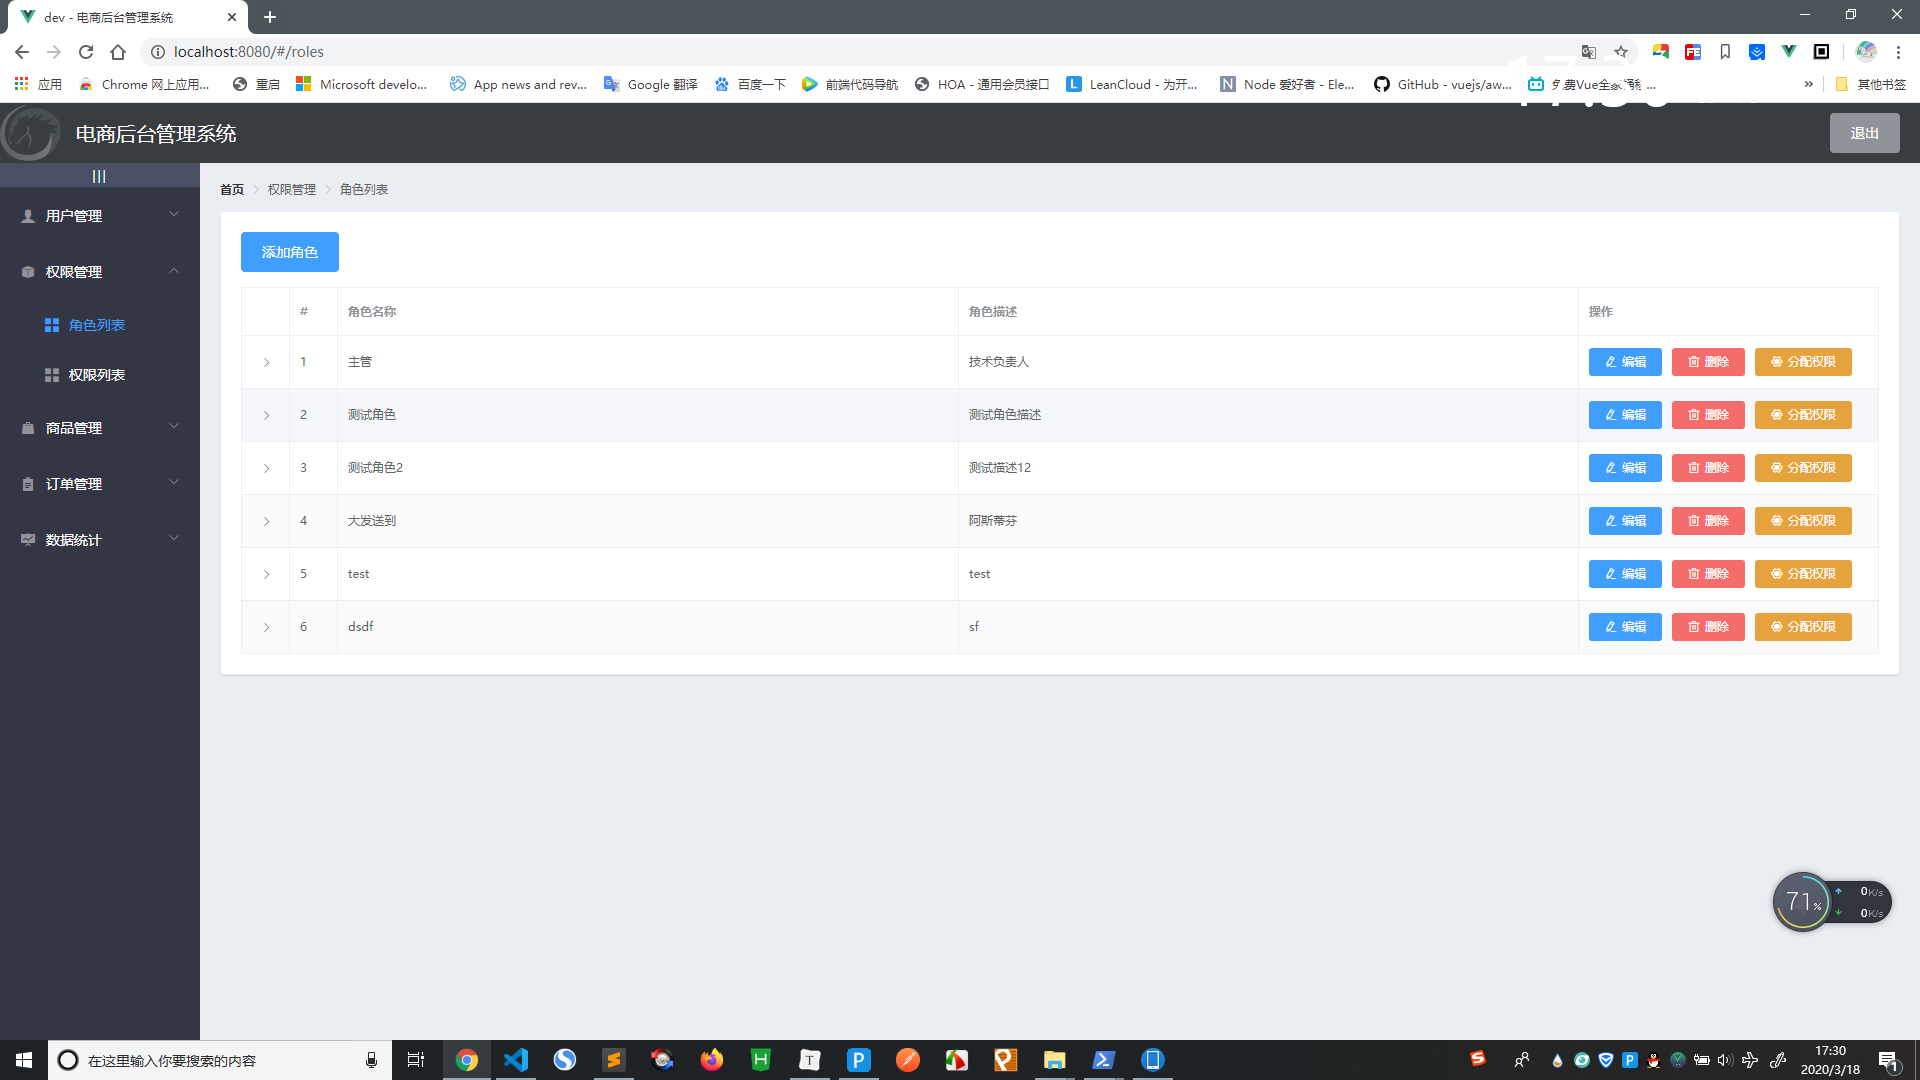 dev - 电商后台管理系统
localhost:8080/#/roles
应用 Chrome 网上应用... 重启 Microsoft develo... App news and rev... Google 翻译 百度一下 前端代码导航 HOA - 通用会员接口 LeanCloud - 为开... Node 爱好者 - Ele... GitHub - vuejs/aw... » 其他书签
电商后台管理系统
退出
|||
用户管理
权限管理
角色列表
权限列表
商品管理
订单管理
数据统计
首页 > 权限管理 > 角色列表
添加角色
# 角色名称 角色描述 操作
1 主管 技术负责人 编辑 删除 分配权限
2 测试角色 测试角色描述 编辑 删除 分配权限
3 测试角色2 测试描述12 编辑 删除 分配权限
4 大发送到 阿斯蒂芬 编辑 删除 分配权限
5 test test 编辑 删除 分配权限
6 dsdf sf 编辑 删除 分配权限
71%
0K/s
0K/s
在这里输入你要搜索的内容
17:30
2020/3/18
1